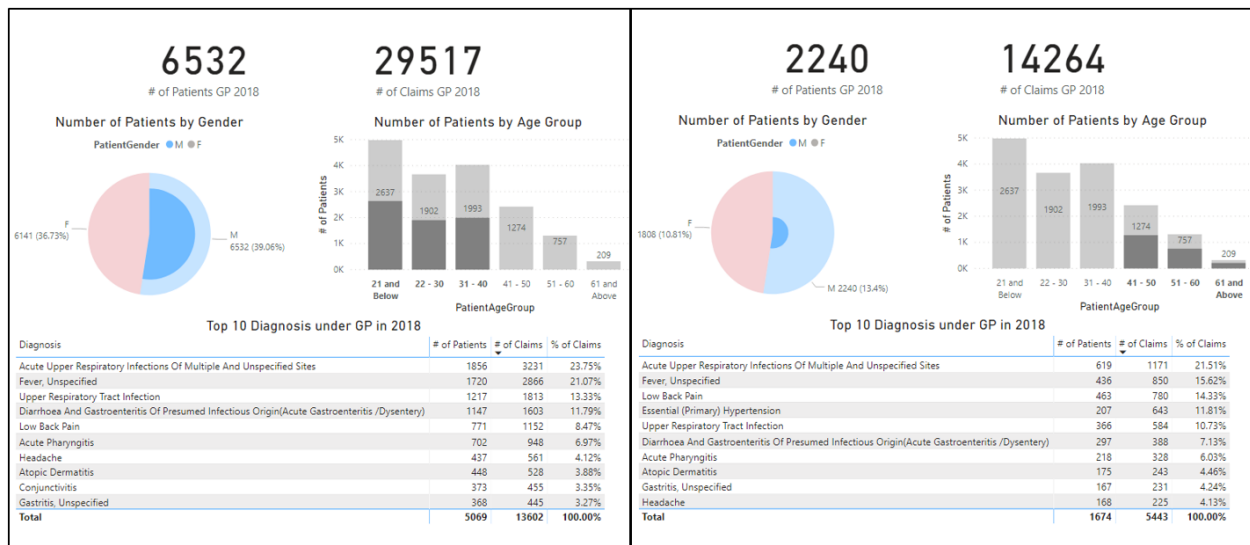 6532
# of Patients GP 2018
29517
# of Claims GP 2018
Number of Patients by Gender
PatientGender M F
F
6141 (36.73%)
M
6532 (39.06%)
Number of Patients by Age Group
# of Patients
5K
4K
3K
2K
1K
0K
2637
1902
1993
1274
757
209
21 and Below
22 - 30
31 - 40
41 - 50
51 - 60
61 and Above
PatientAgeGroup
Top 10 Diagnosis under GP in 2018
Diagnosis # of Patients # of Claims % of Claims
Acute Upper Respiratory Infections Of Multiple And Unspecified Sites 1856 3231 23.75%
Fever, Unspecified 1720 2866 21.07%
Upper Respiratory Tract Infection 1217 1813 13.33%
Diarrhoea And Gastroenteritis Of Presumed Infectious Origin(Acute Gastroenteritis /Dysentery) 1147 1603 11.79%
Low Back Pain 771 1152 8.47%
Acute Pharyngitis 702 948 6.97%
Headache 437 561 4.12%
Atopic Dermatitis 448 528 3.88%
Conjunctivitis 373 455 3.35%
Gastritis, Unspecified 368 445 3.27%
Total 5069 13602 100.00%
2240
# of Patients GP 2018
14264
# of Claims GP 2018
Number of Patients by Gender
PatientGender M F
F
1808 (10.81%)
M 2240 (13.4%)
Number of Patients by Age Group
# of Patients
5K
4K
3K
2K
1K
0K
2637
1902
1993
1274
757
209
21 and Below
22 - 30
31 - 40
41 - 50
51 - 60
61 and Above
PatientAgeGroup
Top 10 Diagnosis under GP in 2018
Diagnosis # of Patients # of Claims % of Claims
Acute Upper Respiratory Infections Of Multiple And Unspecified Sites 619 1171 21.51%
Fever, Unspecified 436 850 15.62%
Low Back Pain 463 780 14.33%
Essential (Primary) Hypertension 207 643 11.81%
Upper Respiratory Tract Infection 366 584 10.73%
Diarrhoea And Gastroenteritis Of Presumed Infectious Origin(Acute Gastroenteritis /Dysentery) 297 388 7.13%
Acute Pharyngitis 218 328 6.03%
Atopic Dermatitis 175 243 4.46%
Gastritis, Unspecified 167 231 4.24%
Headache 168 225 4.13%
Total 1674 5443 100.00%